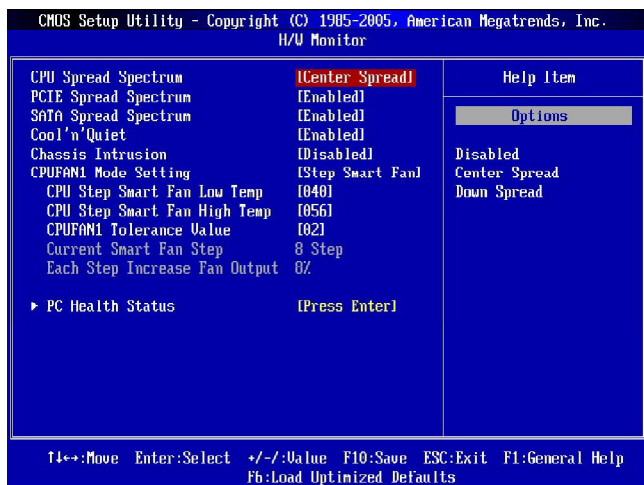 CMOS Setup Utility - Copyright (C) 1985-2005, American Megatrends, Inc.
H/W Monitor
CPU Spread Spectrum [Center Spread]
PCIE Spread Spectrum [Enabled]
SATA Spread Spectrum [Enabled]
Cool'n'Quiet [Enabled]
Chassis Intrusion [Disabled]
CPUFAN1 Mode Setting [Step Smart Fan]
CPU Step Smart Fan Low Temp [040]
CPU Step Smart Fan High Temp [056]
CPUFAN1 Tolerance Value [02]
Current Smart Fan Step 8 Step
Each Step Increase Fan Output 8%
► PC Health Status [Press Enter]
Help Item
Options
Disabled
Center Spread
Down Spread
↑↓←→:Move Enter:Select +/-/:Value F10:Save ESC:Exit F1:General Help
F6:Load Optimized Defaults